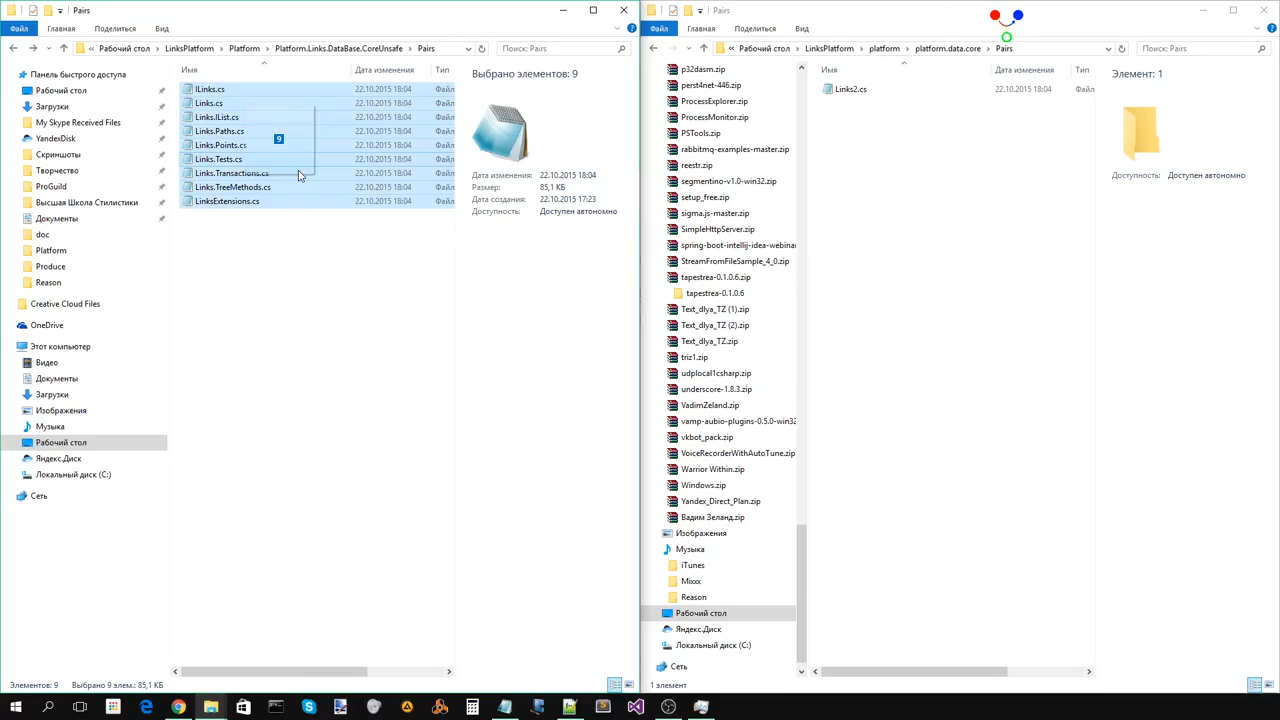 Pairs
Файл
Главная
Поделиться
Вид
« Рабочий стол › LinksPlatform › Platform › Platform.Links.DataBase.CoreUnsafe › Pairs
Поиск: Pairs
Панель быстрого доступа
Рабочий стол
Загрузки
My Skype Received Files
YandexDisk
Скриншоты
Творчество
ProGuild
Высшая Школа Стилистики
Документы
doc
Platform
Produce
Reason
Creative Cloud Files
OneDrive
Этот компьютер
Видео
Документы
Загрузки
Изображения
Музыка
Рабочий стол
Яндекс.Диск
Локальный диск (C:)
Сеть
Имя Дата изменения Тип
ILinks.cs 22.10.2015 18:04 Файл
Links.cs 22.10.2015 18:04 Файл
Links.IList.cs 22.10.2015 18:04 Файл
Links.Paths.cs 22.10.2015 18:04 Файл
Links.Points.cs 22.10.2015 18:04 Файл
Links.Tests.cs 22.10.2015 18:04 Файл
Links.Transactions.cs 22.10.2015 18:04 Файл
Links.TreeMethods.cs 22.10.2015 18:04 Файл
LinksExtensions.cs 22.10.2015 18:04 Файл
9
Выбрано элементов: 9
Дата изменения: 22.10.2015 18:04
Размер: 85,1 КБ
Дата создания: 22.10.2015 17:23
Доступность: Доступен автономно
Элементов: 9 Выбрано 9 элем.: 85,1 КБ
Pairs
Файл
Главная
Поделиться
Вид
« Рабочий стол › LinksPlatform › platform › platform.data.core › Pairs
Поиск: Pairs
p32dasm.zip
perst4net-446.zip
ProcessExplorer.zip
ProcessMonitor.zip
PSTools.zip
rabbitmq-examples-master.zip
reestr.zip
segmentino-v1.0-win32.zip
setup_free.zip
sigma.js-master.zip
SimpleHttpServer.zip
spring-boot-intellij-idea-webinar
StreamFromFileSample_4_0.zip
tapestrea-0.1.0.6.zip
tapestrea-0.1.0.6
Text_dlya_TZ (1).zip
Text_dlya_TZ (2).zip
Text_dlya_TZ.zip
triz1.zip
udplocal1csharp.zip
underscore-1.8.3.zip
VadimZeland.zip
vamp-aubio-plugins-0.5.0-win32
vkbot_pack.zip
VoiceRecorderWithAutoTune.zip
Warrior Within.zip
Windows.zip
Yandex_Direct_Plan.zip
Вадим Зеланд.zip
Изображения
Музыка
iTunes
Mixxx
Reason
Рабочий стол
Яндекс.Диск
Локальный диск (C:)
Сеть
Имя Дата изменения Тип
Links2.cs 22.10.2015 18:04 Файл
Элемент: 1
Доступность: Доступен автономно
1 элемент